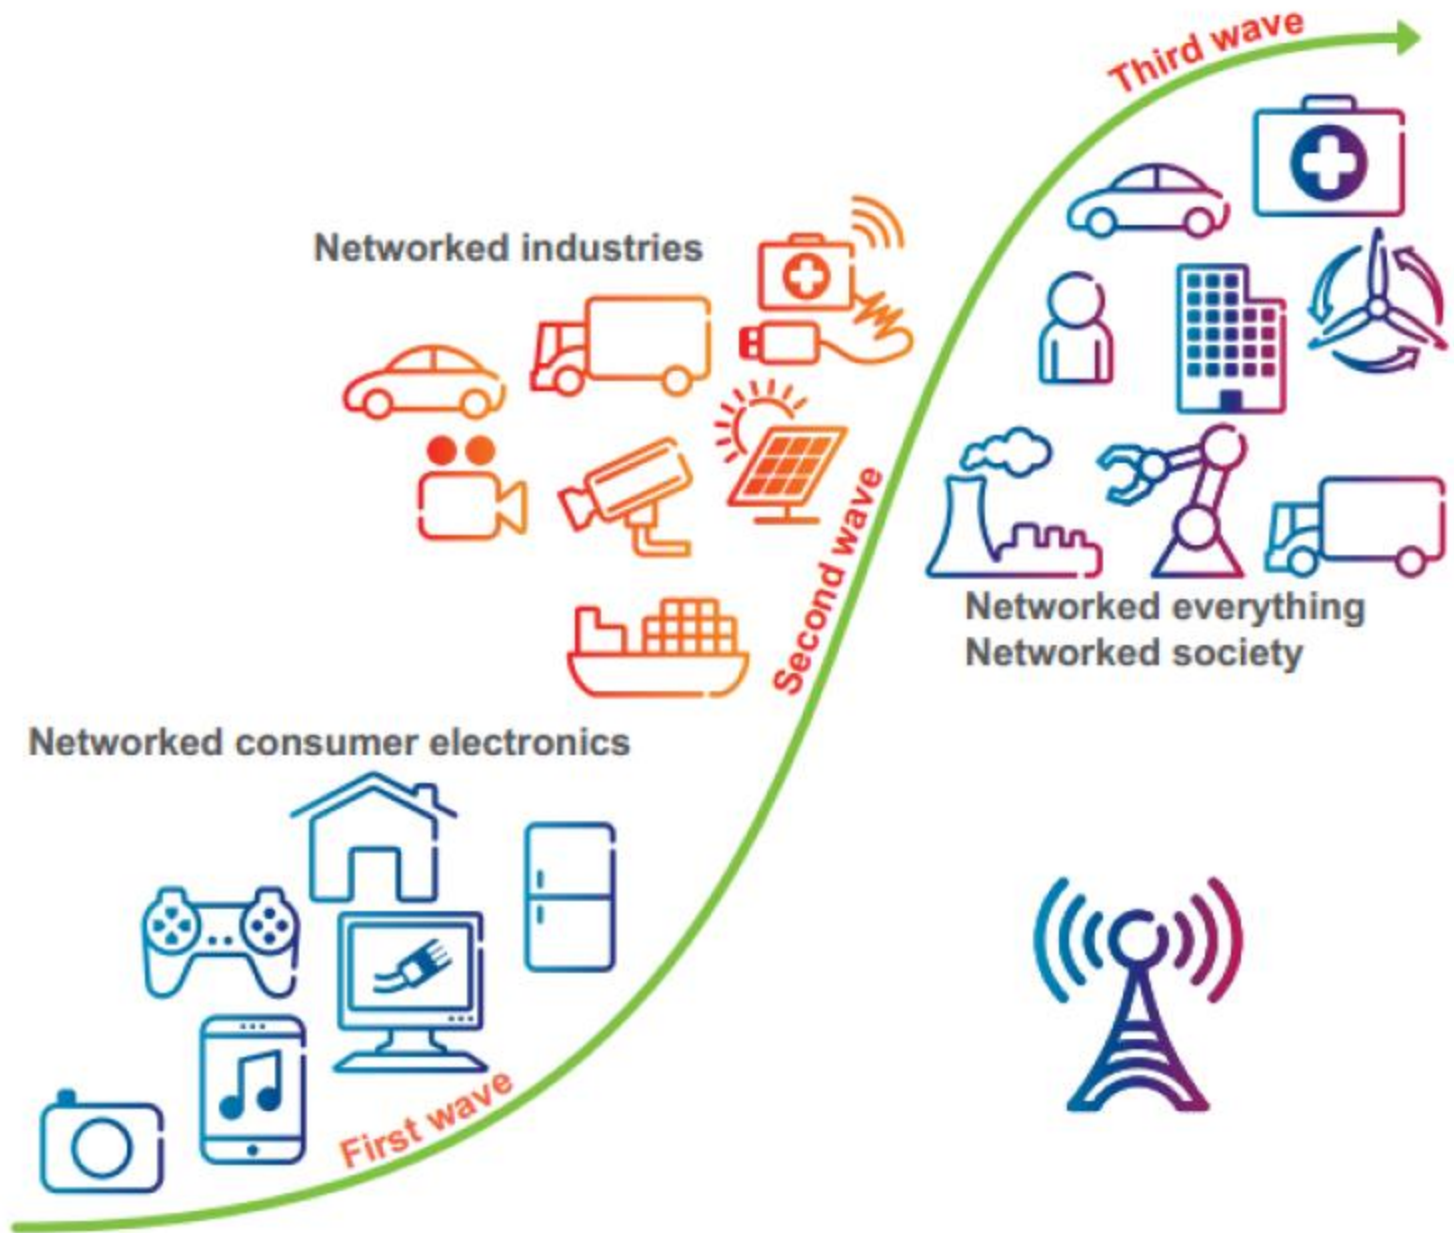 Third wave
Networked industries
Second wave
Networked everything
Networked society
Networked consumer electronics
First wave